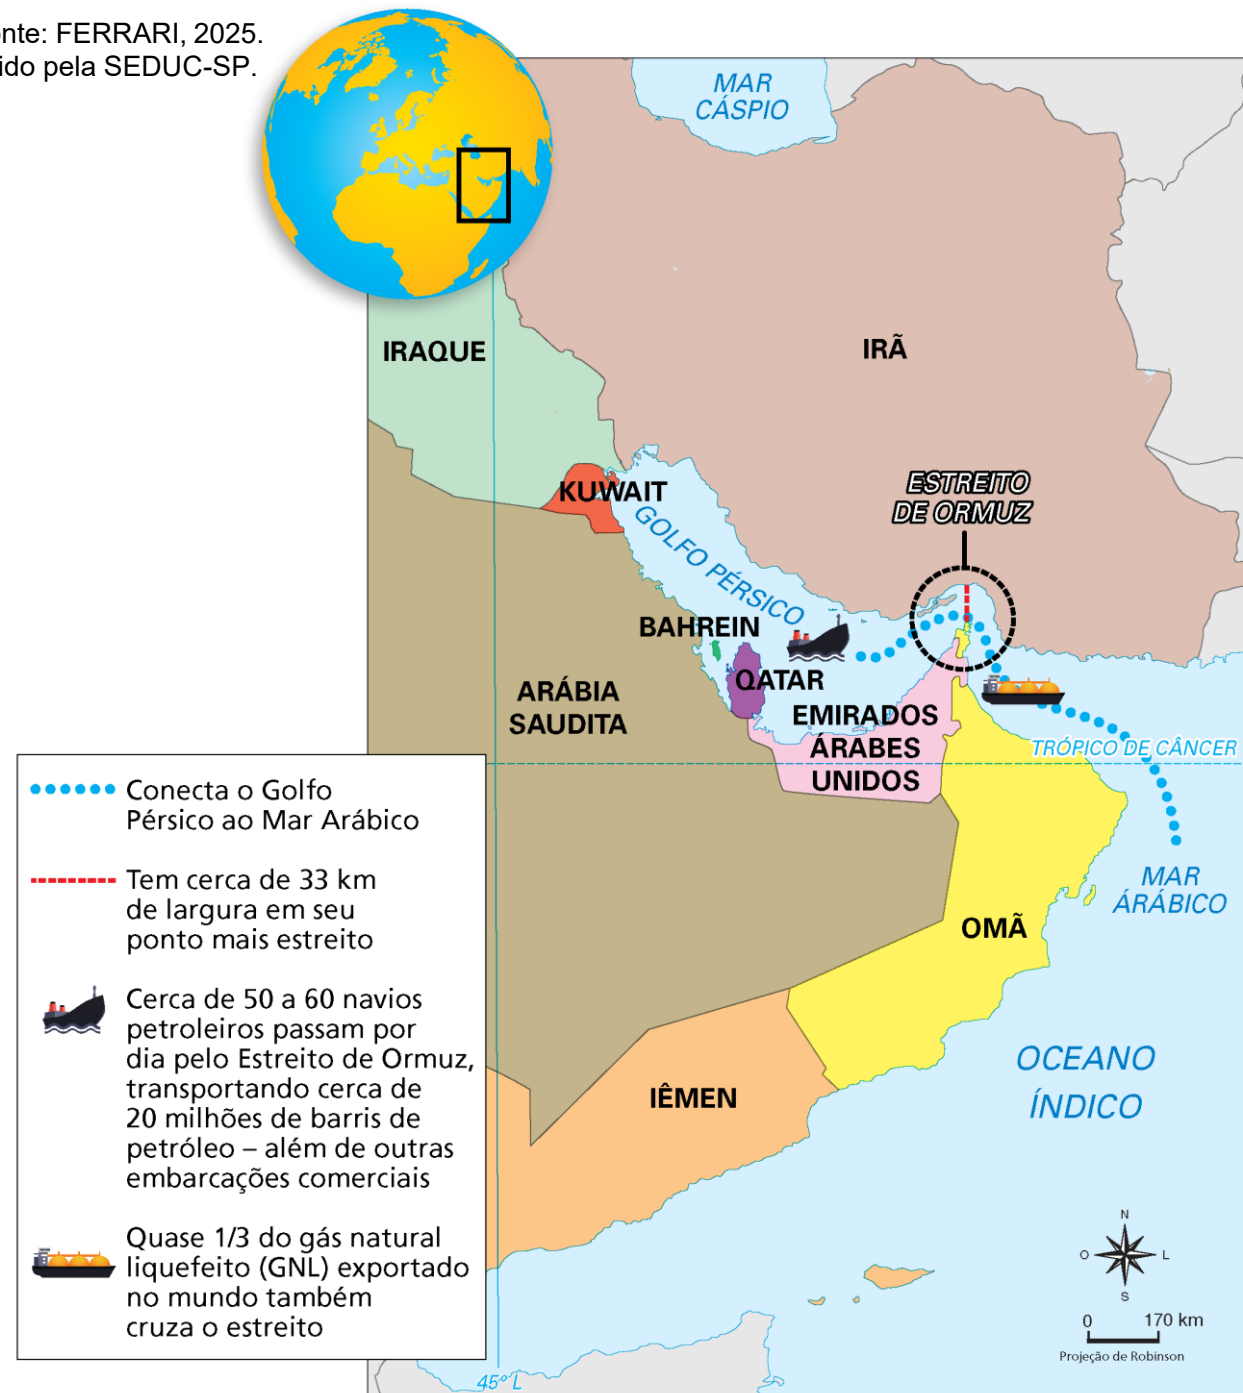 nte: FERRARI, 2025.
ido pela SEDUC-SP.
MAR
CÁSPIO
IRAQUE
IRÃ
ESTREITO
DE ORMUZ
KUWAIT
GOLFO PÉRSICO
BAHREIN
QATAR
ARÁBIA
SAUDITA
EMIRADOS
ÁRABES
UNIDOS
TRÓPICO DE CÂNCER
Conecta o Golfo
Pérsico ao Mar Arábico
Tem cerca de 33 km
de largura em seu
ponto mais estreito
Cerca de 50 a 60 navios
petroleiros passam por
dia pelo Estreito de Ormuz,
transportando cerca de
20 milhões de barris de
petróleo – além de outras
embarcações comerciais
Quase 1/3 do gás natural
liquefeito (GNL) exportado
no mundo também
cruza o estreito
MAR
ÁRÁBICO
OMÃ
OCEANO
ÍNDICO
IÊMEN
N
O
L
S
0 170 km
Projeção de Robinson
45º L